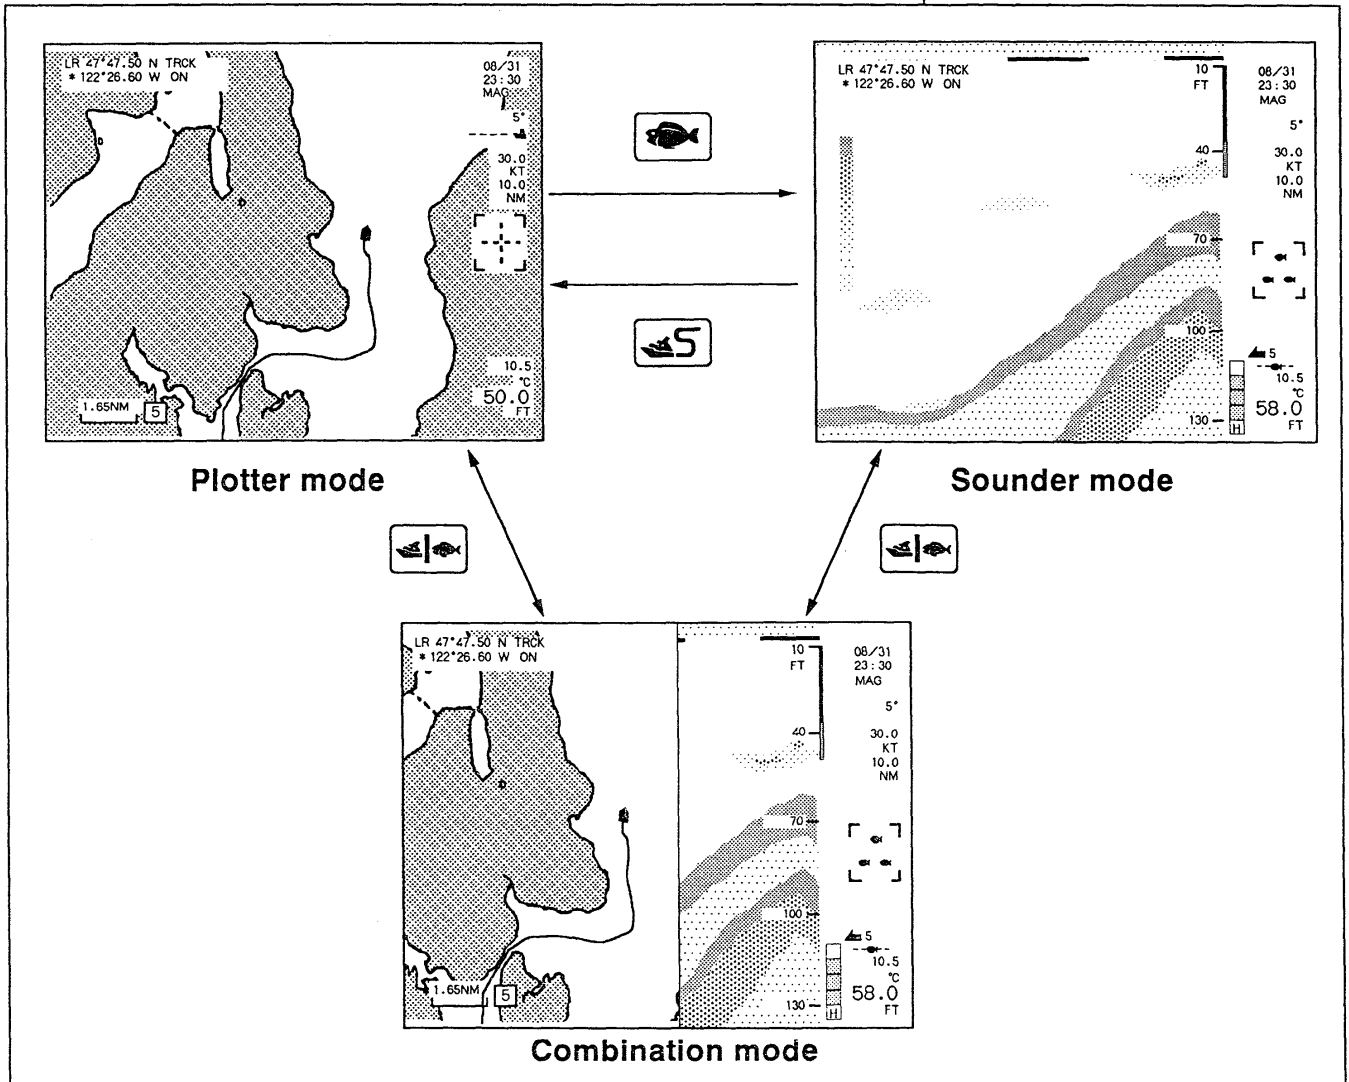 LR 47°47.50 N TRCK
* 122°26.60 W ON
08/31
23:30
MAG
5°
30.0
KT
10.0
NM
10.5
°C
50.0
FT
1.65NM
5
Plotter mode
LR 47°47.50 N TRCK
* 122°26.60 W ON
10
FT
40
70
100
130
08/31
23:30
MAG
5°
30.0
KT
10.0
NM
5
10.5
°C
58.0
FT
H
Sounder mode
S
LR 47°47.50 N TRCK
* 122°26.60 W ON
1.65NM
5
10
FT
40
70
100
130
08/31
23:30
MAG
5°
30.0
KT
10.0
NM
5
10.5
°C
58.0
FT
H
Combination mode